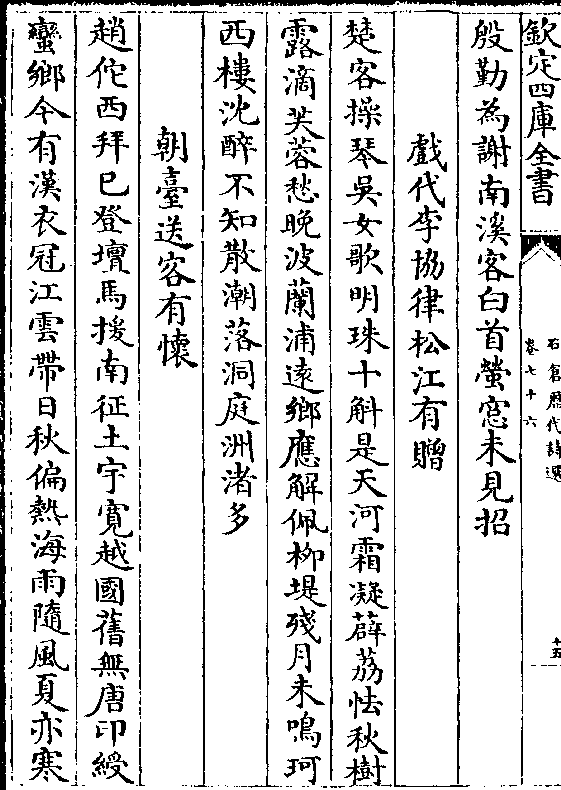 欽定四庫全書
石倉歷代詩選
卷七十六
十五
殷勤為謝南溪客白首螢窓未見招
戲代李協律松江有贈
楚客操琴吳女歌明珠十斛是天河霜凝薜荔怯秋樹
露滴芙蓉愁晚波蘭浦遠鄉應解佩柳堤殘月未鳴珂
西樓沈醉不知散潮落洞庭洲渚多
朝臺送客有懷
趙佗西拜已登壇馬援南征土宇寛越國舊無唐印綬
蠻鄉今有漢衣冠江雲帶日秋偏熱海雨隨風夏亦寒